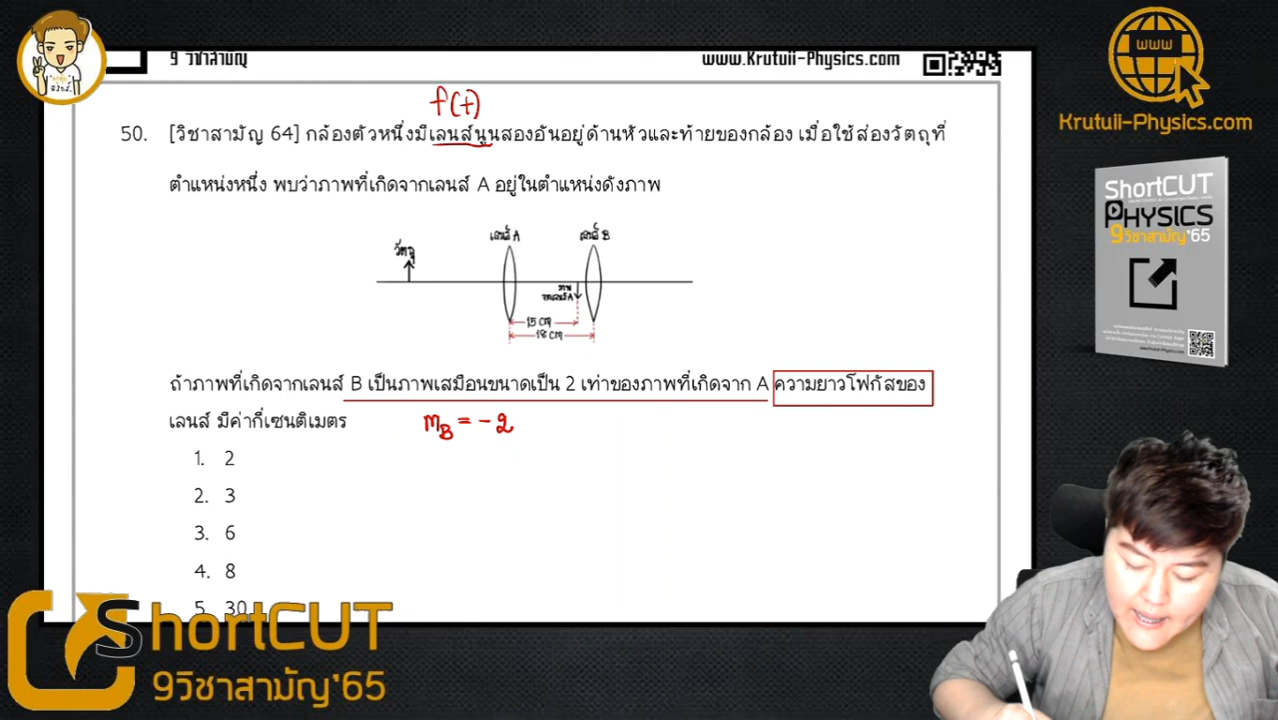 9 วิชาสามัญ
www.Krutuii-Physics.com
www
Krutuii-Physics.com
f(+)
50. [วิชาสามัญ 64] กล้องตัวหนึ่งมีเลนส์นูนสองอันอยู่ด้านหัวและท้ายของกล้อง เมื่อใช้ส่องวัตถุที่
ตำแหน่งหนึ่ง พบว่าภาพที่เกิดจากเลนส์ A อยู่ในตำแหน่งดังภาพ
วัตถุ
เลนส์ A
เลนส์ B
ภาพ
จากเลนส์ A
15 cm
18 cm
ถ้าภาพที่เกิดจากเลนส์ B เป็นภาพเสมือนขนาดเป็น 2 เท่าของภาพที่เกิดจาก A ความยาวโฟกัสของ
เลนส์ มีค่ากี่เซนติเมตร
mB = -2
1. 2
2. 3
3. 6
4. 8
5. 30
ShortCUT
PHYSICS
9วิชาสามัญ'65
ShortCUT
9วิชาสามัญ'65